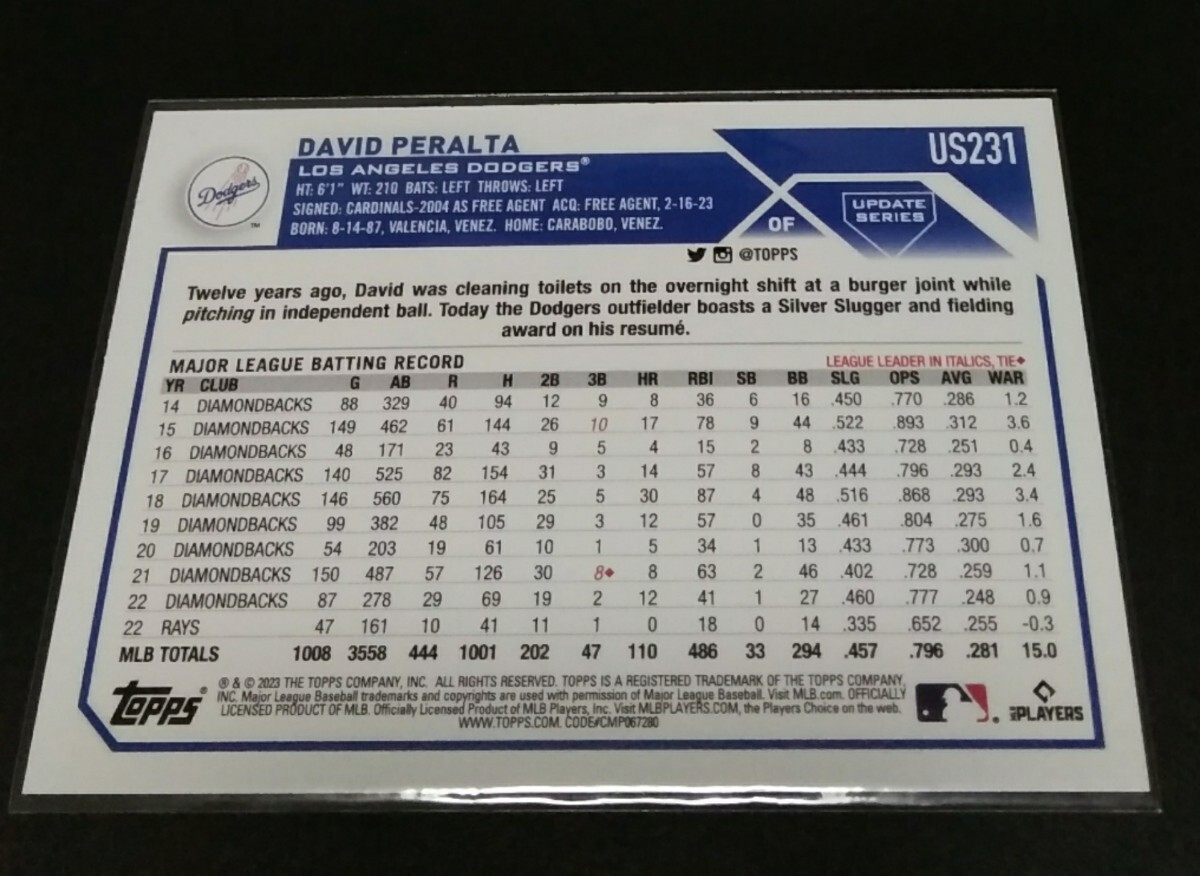 DAVID PERALTA
US231
Dodgers™
LOS ANGELES DODGERS®
HT: 6'1" WT: 210 BATS: LEFT THROWS: LEFT
SIGNED: CARDINALS-2004 AS FREE AGENT ACQ: FREE AGENT, 2-16-23
BORN: 8-14-87, VALENCIA, VENEZ. HOME: CARABOBO, VENEZ.
OF
UPDATE
SERIES
@TOPPS
Twelve years ago, David was cleaning toilets on the overnight shift at a burger joint while
pitching in independent ball. Today the Dodgers outfielder boasts a Silver Slugger and fielding
award on his resumé.
MAJOR LEAGUE BATTING RECORD LEAGUE LEADER IN ITALICS, TIE♦
YR CLUB G AB R H 2B 3B HR RBI SB BB SLG OPS AVG WAR
14 DIAMONDBACKS 88 329 40 94 12 9 8 36 6 16 .450 .770 .286 1.2
15 DIAMONDBACKS 149 462 61 144 26 10 17 78 9 44 .522 .893 .312 3.6
16 DIAMONDBACKS 48 171 23 43 9 5 4 15 2 8 .433 .728 .251 0.4
17 DIAMONDBACKS 140 525 82 154 31 3 14 57 8 43 .444 .796 .293 2.4
18 DIAMONDBACKS 146 560 75 164 25 5 30 87 4 48 .516 .868 .293 3.4
19 DIAMONDBACKS 99 382 48 105 29 3 12 57 0 35 .461 .804 .275 1.6
20 DIAMONDBACKS 54 203 19 61 10 1 5 34 1 13 .433 .773 .300 0.7
21 DIAMONDBACKS 150 487 57 126 30 8♦ 8 63 2 46 .402 .728 .259 1.1
22 DIAMONDBACKS 87 278 29 69 19 2 12 41 1 27 .460 .777 .248 0.9
22 RAYS 47 161 10 41 11 1 0 18 0 14 .335 .652 .255 -0.3
MLB TOTALS 1008 3558 444 1001 202 47 110 486 33 294 .457 .796 .281 15.0
topps®
® & © 2023 THE TOPPS COMPANY, INC. ALL RIGHTS RESERVED. TOPPS IS A REGISTERED TRADEMARK OF THE TOPPS COMPANY,
INC. Major League Baseball trademarks and copyrights are used with permission of Major League Baseball. Visit MLB.com. OFFICIALLY
LICENSED PRODUCT OF MLB. Officially Licensed Product of MLB Players, Inc. Visit MLBPLAYERS.COM, the Players Choice on the web.
WWW.TOPPS.COM. CODE#CMP067280
MLB PLAYERS